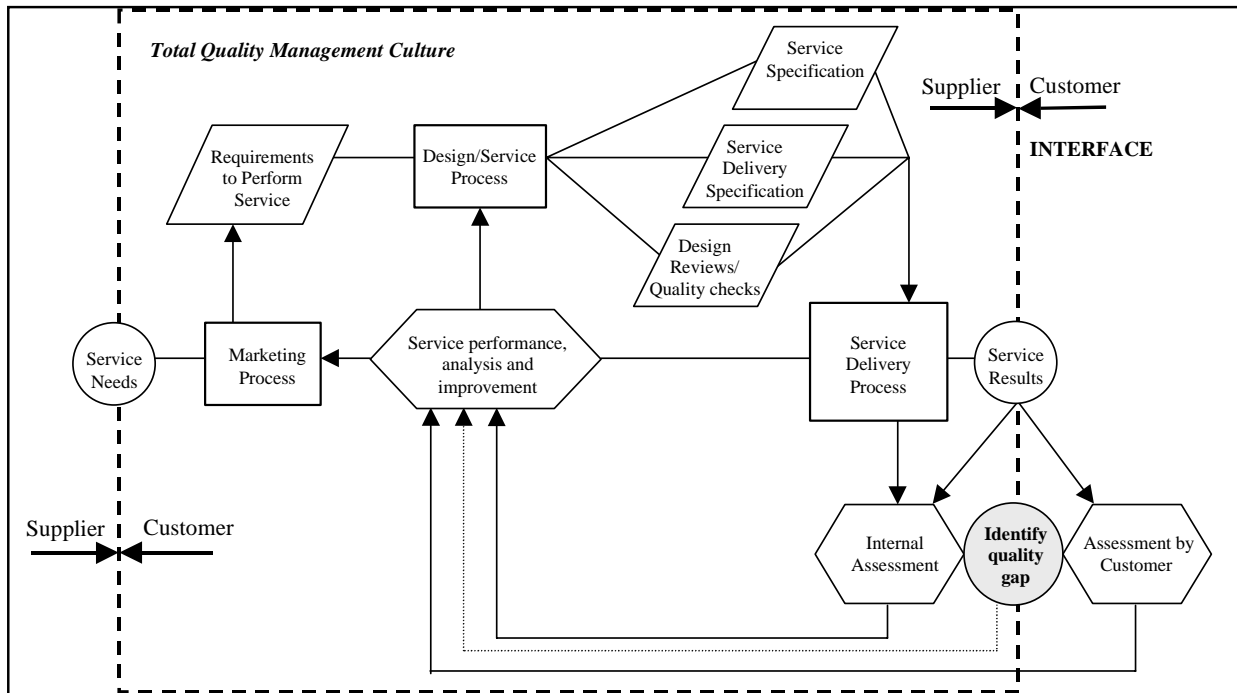 Total Quality Management Culture
Service
Specification
Supplier
Customer
INTERFACE
Requirements
to Perform
Service
Design/Service
Process
Service
Delivery
Specification
Design
Reviews/
Quality checks
Service
Needs
Marketing
Process
Service performance,
analysis and
improvement
Service
Delivery
Process
Service
Results
Supplier
Customer
Internal
Assessment
Identify
quality
gap
Assessment by
Customer